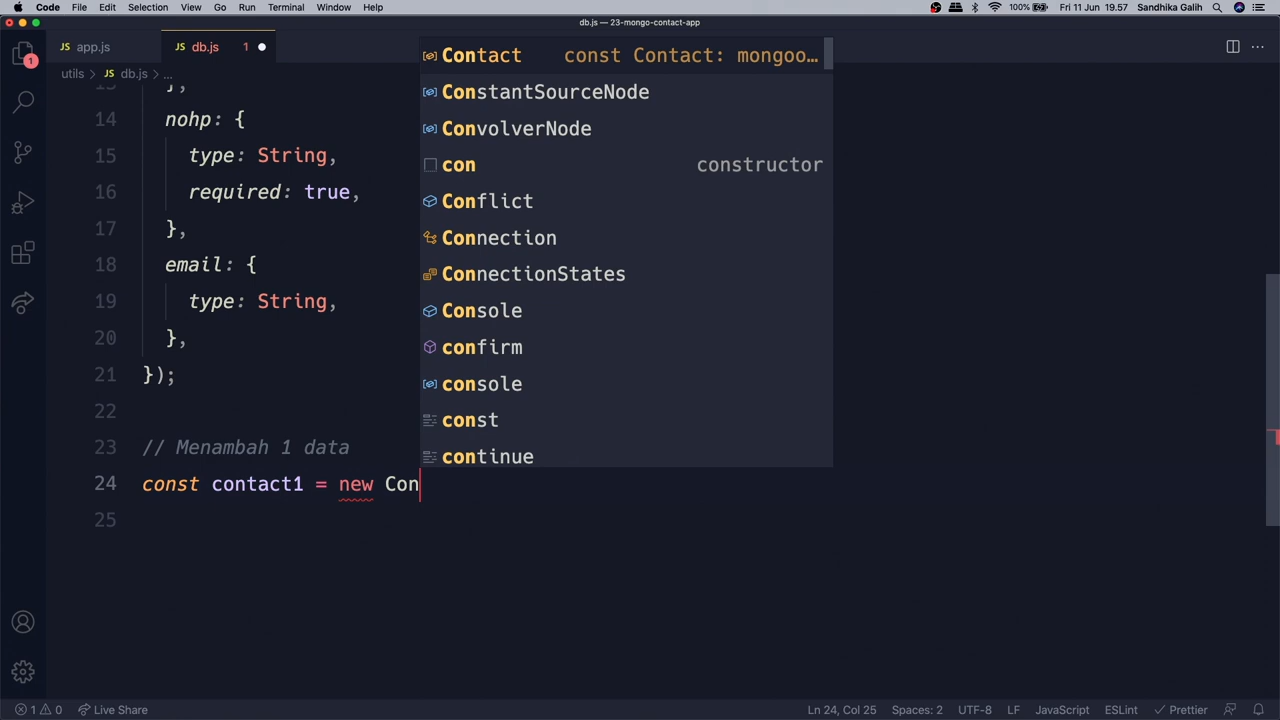 Code File Edit Selection View Go Run Terminal Window Help 100% Fri 11 Jun 19.57 Sandhika Galih
db.js — 23-mongo-contact-app
JS app.js JS db.js 1
utils > JS db.js > ...
14 nohp: {
15 type: String,
16 required: true,
17 },
18 email: {
19 type: String,
20 },
21 });
22
23 // Menambah 1 data
24 const contact1 = new Con
25
Contact const Contact: mongoo…
ConstantSourceNode
ConvolverNode
con constructor
Conflict
Connection
ConnectionStates
Console
confirm
console
const
continue
1
1 0 Live Share Ln 24, Col 25 Spaces: 2 UTF-8 LF JavaScript ESLint Prettier